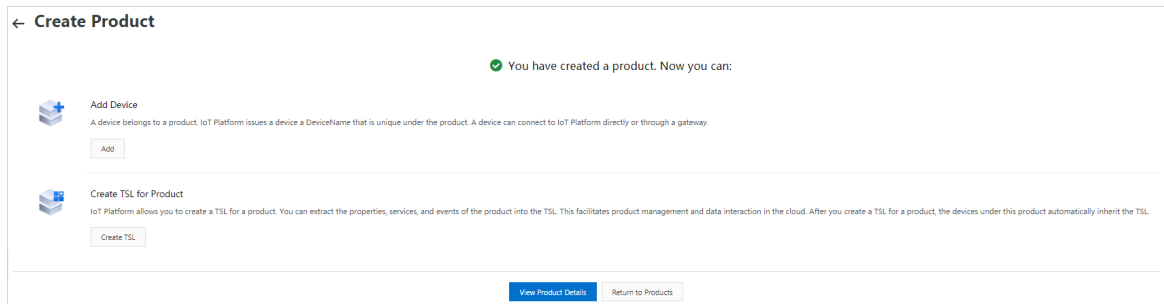 ← Create Product
You have created a product. Now you can:
Add Device
A device belongs to a product. IoT Platform issues a device a DeviceName that is unique under the product. A device can connect to IoT Platform directly or through a gateway.
Add
Create TSL for Product
IoT Platform allows you to create a TSL for a product. You can extract the properties, services, and events of the product into the TSL. This facilitates product management and data interaction in the cloud. After you create a TSL for a product, the devices under this product automatically inherit the TSL.
Create TSL
View Product Details Return to Products